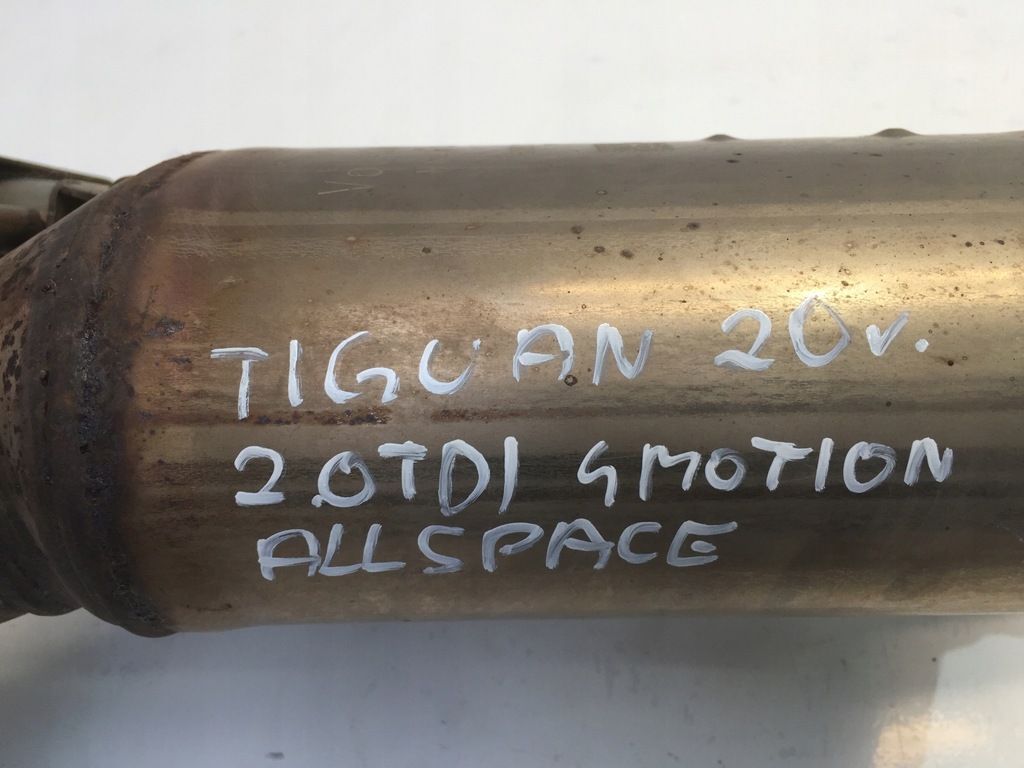 TIGUAN 20v.
2.0TDI 4MOTION
ALLSPACE